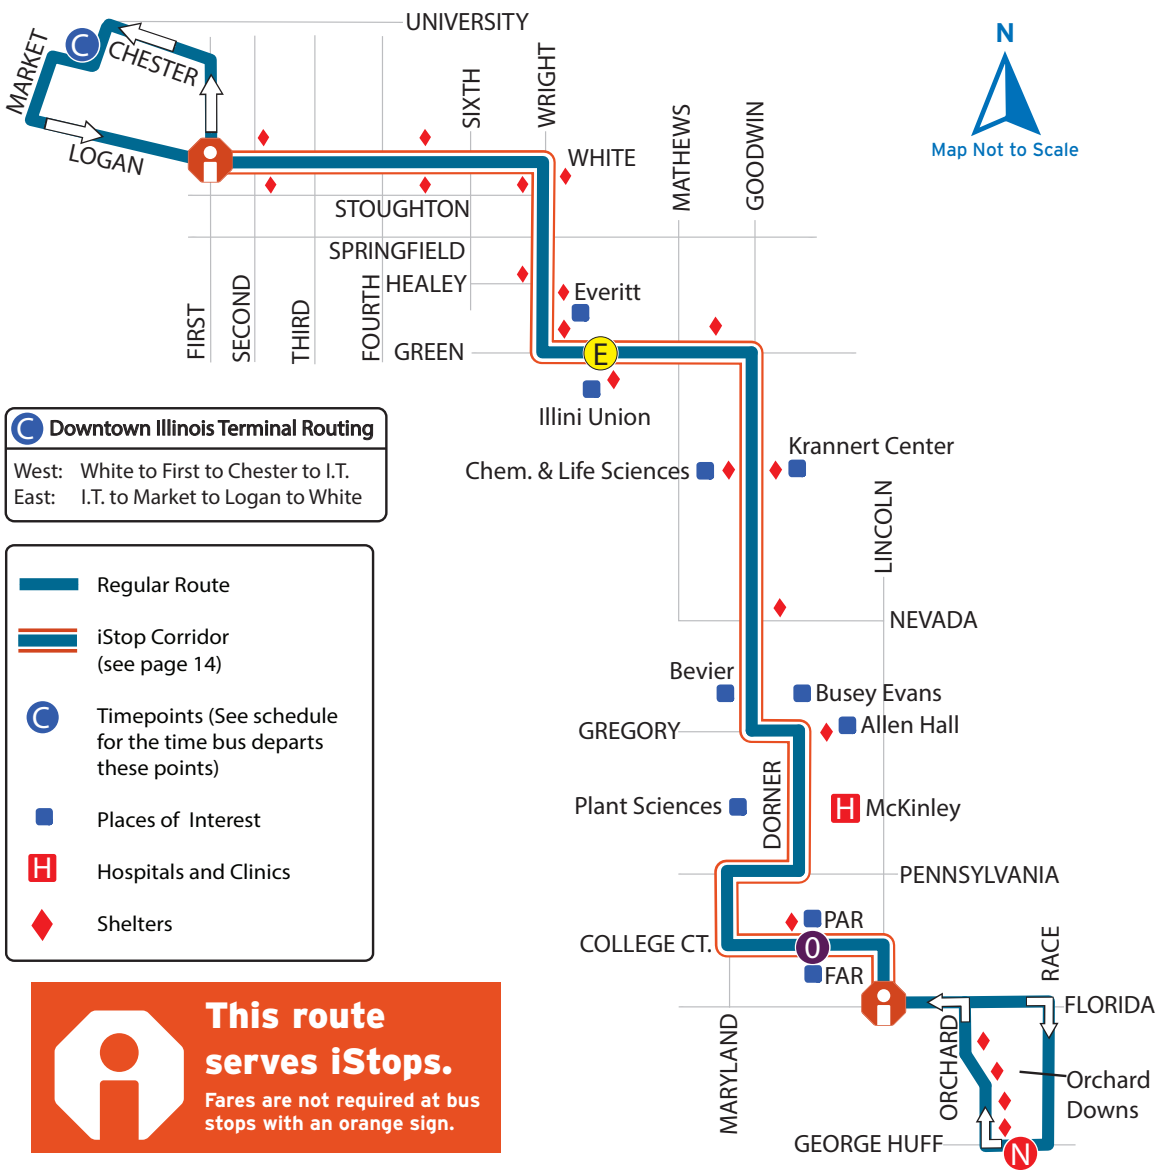 UNIVERSITY
MARKET
C
CHESTER
LOGAN
N
Map Not to Scale
SIXTH
WRIGHT
MATHEWS
GOODWIN
WHITE
STOUGHTON
SPRINGFIELD
HEALEY
FIRST
SECOND
THIRD
FOURTH
GREEN
Everitt
E
Illini Union
C Downtown Illinois Terminal Routing
West: White to First to Chester to I.T.
East: I.T. to Market to Logan to White
Krannert Center
Chem. & Life Sciences
LINCOLN
NEVADA
Regular Route
iStop Corridor
(see page 14)
C Timepoints (See schedule
for the time bus departs
these points)
Places of Interest
H Hospitals and Clinics
Shelters
Bevier
Busey Evans
GREGORY
Allen Hall
DORNER
Plant Sciences
H McKinley
PENNSYLVANIA
PAR
COLLEGE CT.
O
FAR
RACE
FLORIDA
MARYLAND
ORCHARD
Orchard
Downs
GEORGE HUFF
N
This route
serves iStops.
Fares are not required at bus
stops with an orange sign.